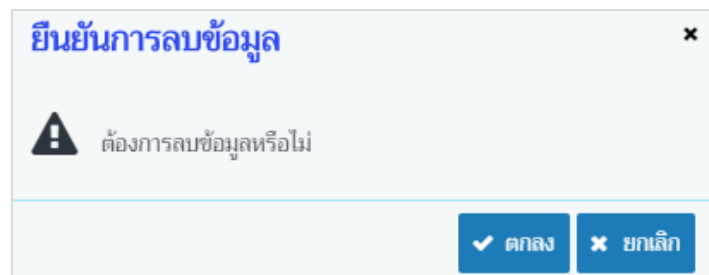 ยืนยันการลบข้อมูล
ต้องการลบข้อมูลหรือไม่
ตกลง ยกเลิก